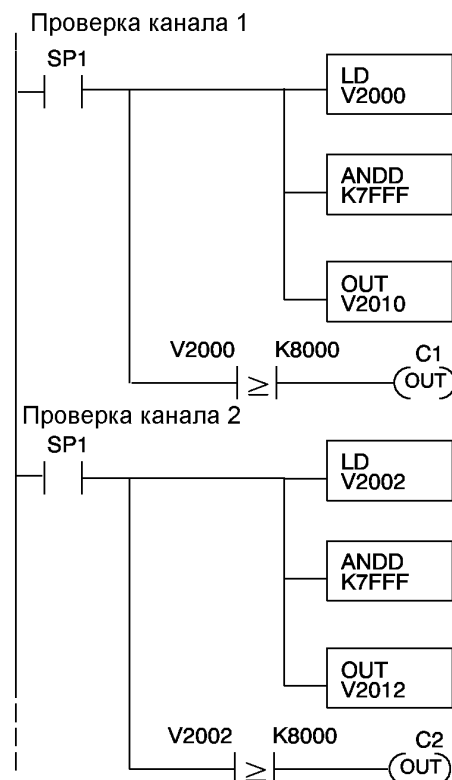 Проверка канала 1
SP1
LD
V2000
ANDD
K7FFF
OUT
V2010
V2000 ≥ K8000 C1
OUT
Проверка канала 2
SP1
LD
V2002
ANDD
K7FFF
OUT
V2012
V2002 ≥ K8000 C2
OUT